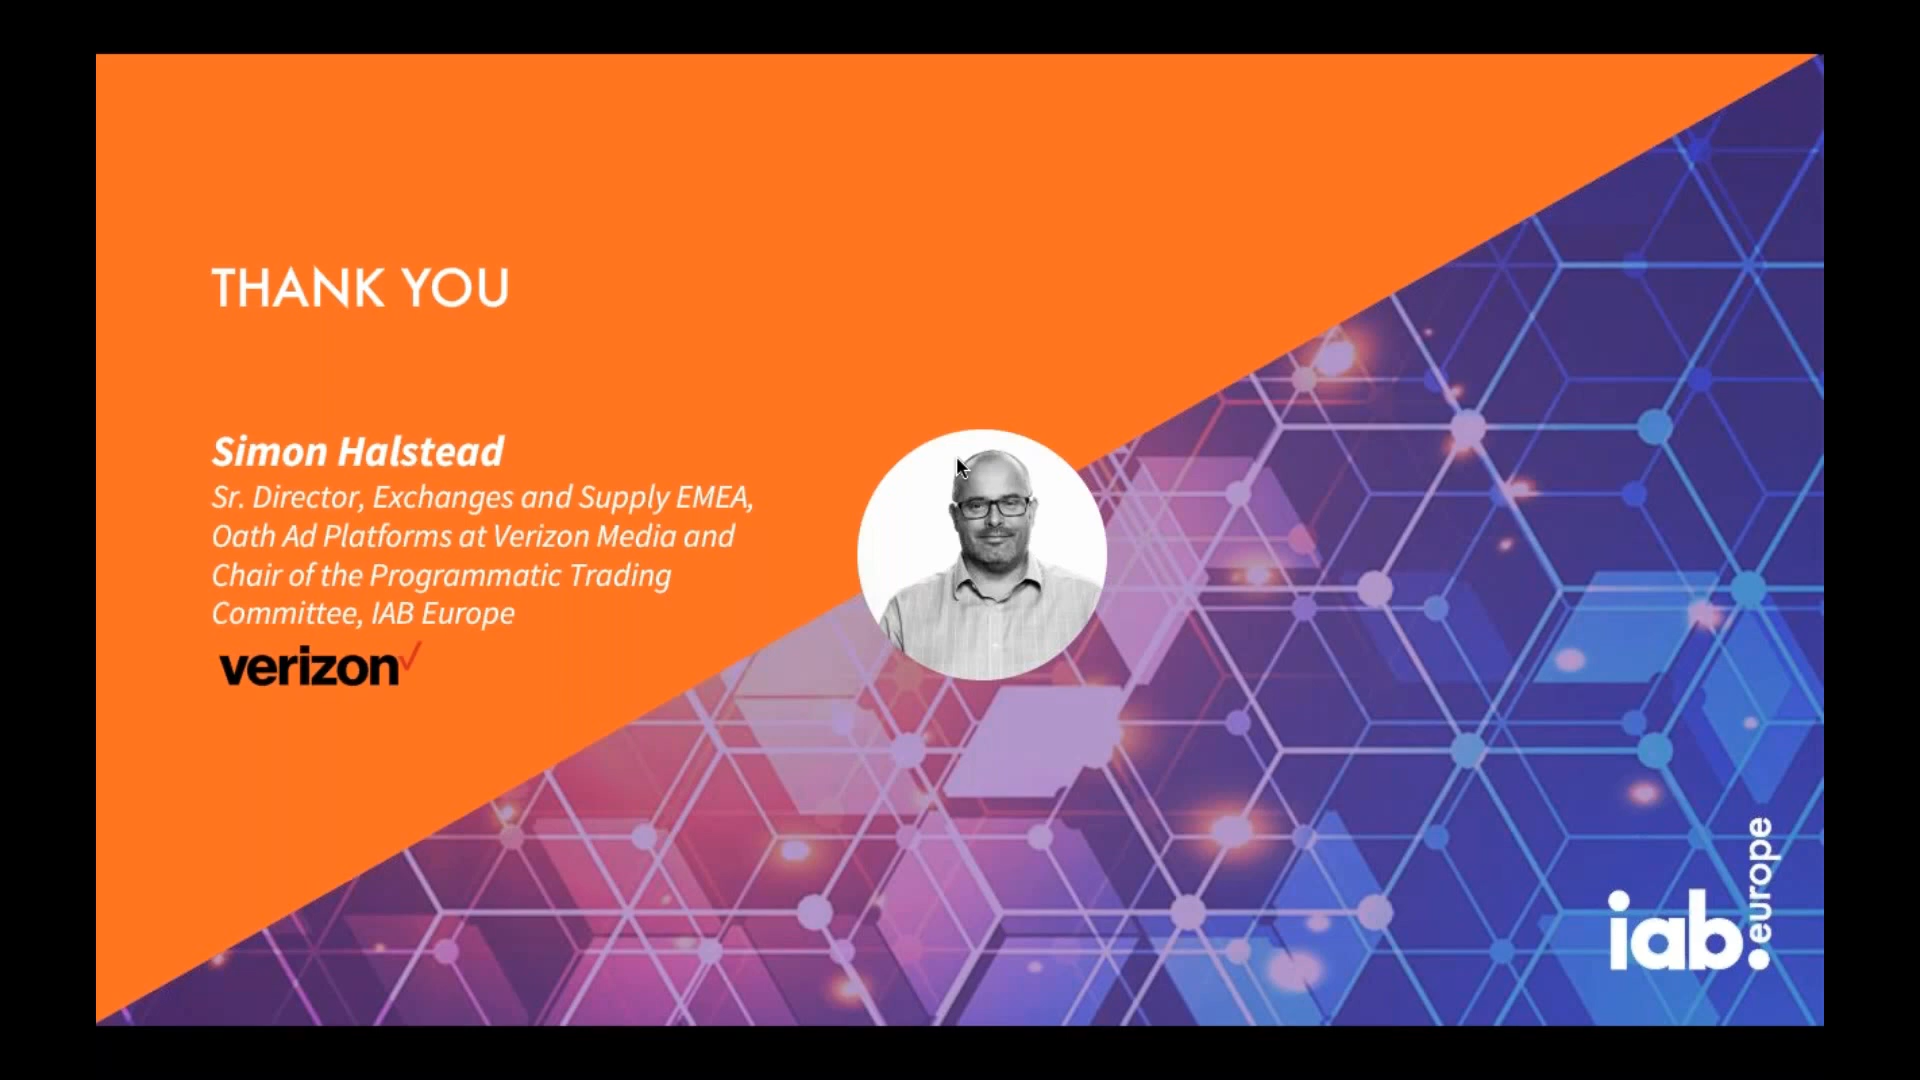 THANK YOU
Simon Halstead
Sr. Director, Exchanges and Supply EMEA,
Oath Ad Platforms at Verizon Media and
Chair of the Programmatic Trading
Committee, IAB Europe
verizon
iab.europe